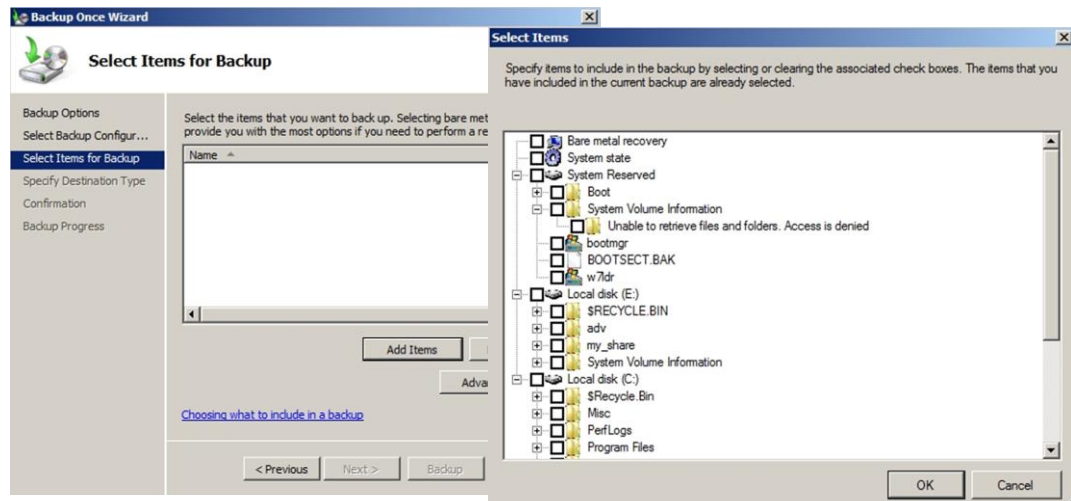 Backup Once Wizard
Select Items for Backup
Backup Options
Select Backup Configur...
Select Items for Backup
Specify Destination Type
Confirmation
Backup Progress
Select the items that you want to back up. Selecting bare met
provide you with the most options if you need to perform a re
Name
Add Items
Adva
Choosing what to include in a backup
< Previous
Next >
Backup
Select Items
Specify items to include in the backup by selecting or clearing the associated check boxes. The items that you
have included in the current backup are already selected.
Bare metal recovery
System state
System Reserved
Boot
System Volume Information
Unable to retrieve files and folders. Access is denied
bootmgr
BOOTSECT.BAK
w7ldr
Local disk (E:)
$RECYCLE.BIN
adv
my_share
System Volume Information
Local disk (C:)
$Recycle.Bin
Misc
PerfLogs
Program Files
OK
Cancel